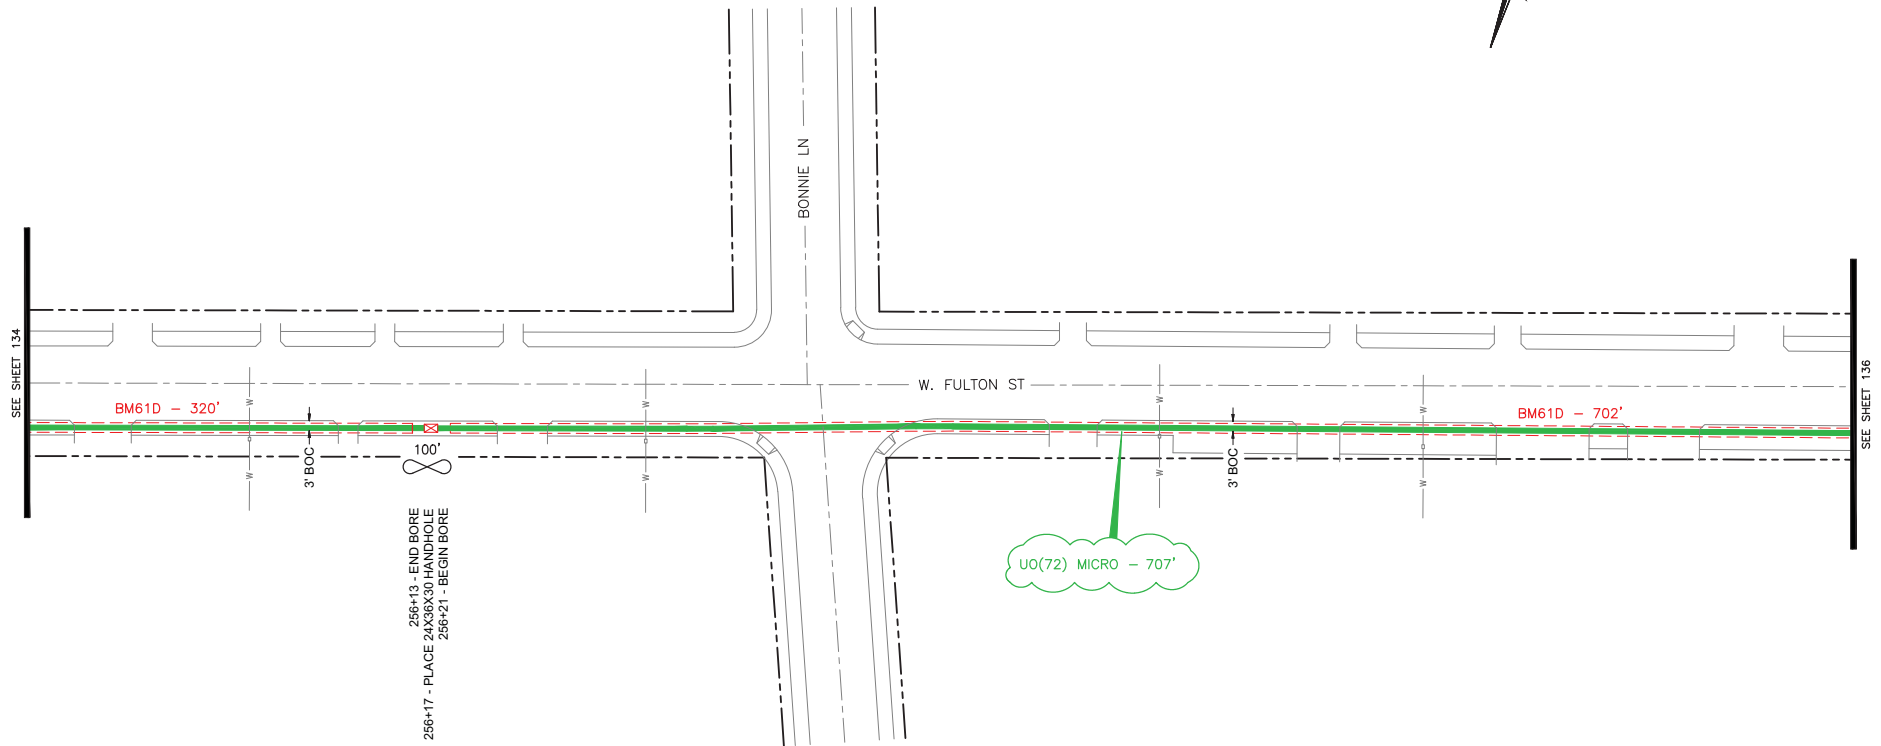 BONNIE LN
SEE SHEET 134
W. FULTON ST
SEE SHEET 136
BM61D - 320'
BM61D - 702'
W
W
W
W
3' BOC
100'
3' BOC
W
W
W
W
256+13 - END BORE
256+17 - PLACE 24X36X30 HANDHOLE
256+21 - BEGIN BORE
UO(72) MICRO - 707'